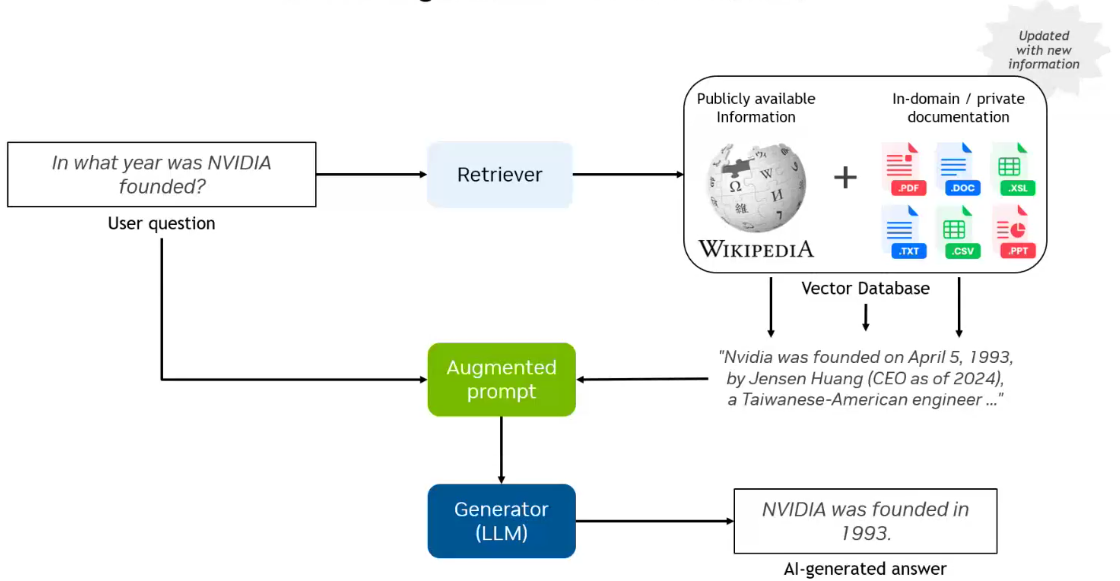 Updated
with new
information
Publicly available
Information
In-domain / private
documentation
In what year was NVIDIA
founded?
User question
Retriever
Ω
W
И
+
.PDF
.DOC
.XSL
.TXT
.CSV
.PPT
WIKIPEDIA
Vector Database
"Nvidia was founded on April 5, 1993,
by Jensen Huang (CEO as of 2024),
a Taiwanese-American engineer ..."
Augmented
prompt
Generator
(LLM)
NVIDIA was founded in
1993.
AI-generated answer